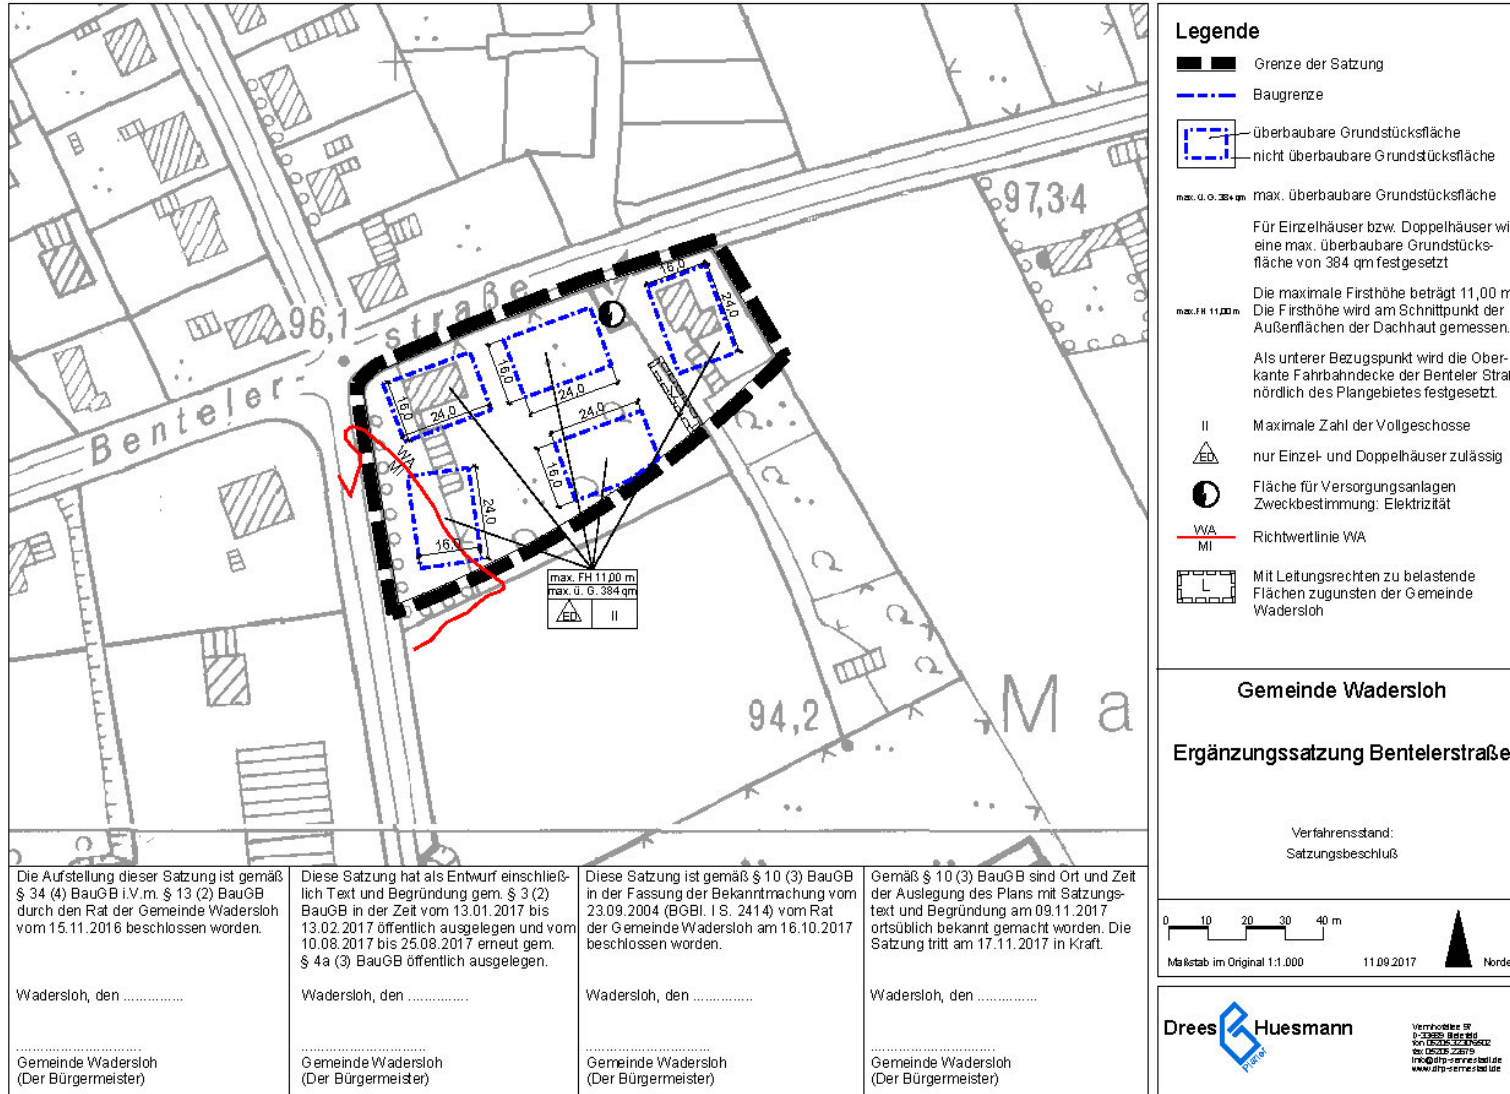 97,34
96,1
Benteler-
straße
16,0
24,0
16,0
24,0
16,0
24,0
24,0
16,0
WA
MI
24,0
16,0
max. FH 11,00 m
max. ü. G. 384 qm
ED
II
94,2
M a
Legende
Grenze der Satzung
Baugrenze
überbaubare Grundstücksfläche
nicht überbaubare Grundstücksfläche
max. ü. G. 384 qm max. überbaubare Grundstücksfläche
Für Einzelhäuser bzw. Doppelhäuser wi
eine max. überbaubare Grundstücks-
fläche von 384 qm festgesetzt
Die maximale Firsthöhe beträgt 11,00 m
max. FH 11,00 m Die Firsthöhe wird am Schnittpunkt der
Außenflächen der Dachhaut gemessen.
Als unterer Bezugspunkt wird die Ober-
kante Fahrbahndecke der Benteler Straß
nördlich des Plangebietes festgesetzt.
II Maximale Zahl der Vollgeschosse
ED nur Einzel- und Doppelhäuser zulässig
Fläche für Versorgungsanlagen
Zweckbestimmung: Elektrizität
WA
MI
Richtwertlinie WA
L
Mit Leitungsrechten zu belastende
Flächen zugunsten der Gemeinde
Wadersloh
Gemeinde Wadersloh
Ergänzungssatzung Bentelerstraße
Verfahrensstand:
Satzungsbeschluß
0 10 20 30 40 m
Maßstab im Original 1:1.000 11.09.2017 Norde
Drees Huesmann
Planer
Die Aufstellung dieser Satzung ist gemäß
§ 34 (4) BauGB i.V.m. § 13 (2) BauGB
durch den Rat der Gemeinde Wadersloh
vom 15.11.2016 beschlossen worden.
Wadersloh, den ...............
Gemeinde Wadersloh
(Der Bürgermeister)
Diese Satzung hat als Entwurf einschließ-
lich Text und Begründung gem. § 3 (2)
BauGB in der Zeit vom 13.01.2017 bis
13.02.2017 öffentlich ausgelegen und vom
10.08.2017 bis 25.08.2017 erneut gem.
§ 4a (3) BauGB öffentlich ausgelegen.
Wadersloh, den ...............
Gemeinde Wadersloh
(Der Bürgermeister)
Diese Satzung ist gemäß § 10 (3) BauGB
in der Fassung der Bekanntmachung vom
23.09.2004 (BGBl. I S. 2414) vom Rat
der Gemeinde Wadersloh am 16.10.2017
beschlossen worden.
Wadersloh, den ...............
Gemeinde Wadersloh
(Der Bürgermeister)
Gemäß § 10 (3) BauGB sind Ort und Zeit
der Auslegung des Plans mit Satzungs-
text und Begründung am 09.11.2017
ortsüblich bekannt gemacht worden. Die
Satzung tritt am 17.11.2017 in Kraft.
Wadersloh, den ...............
Gemeinde Wadersloh
(Der Bürgermeister)